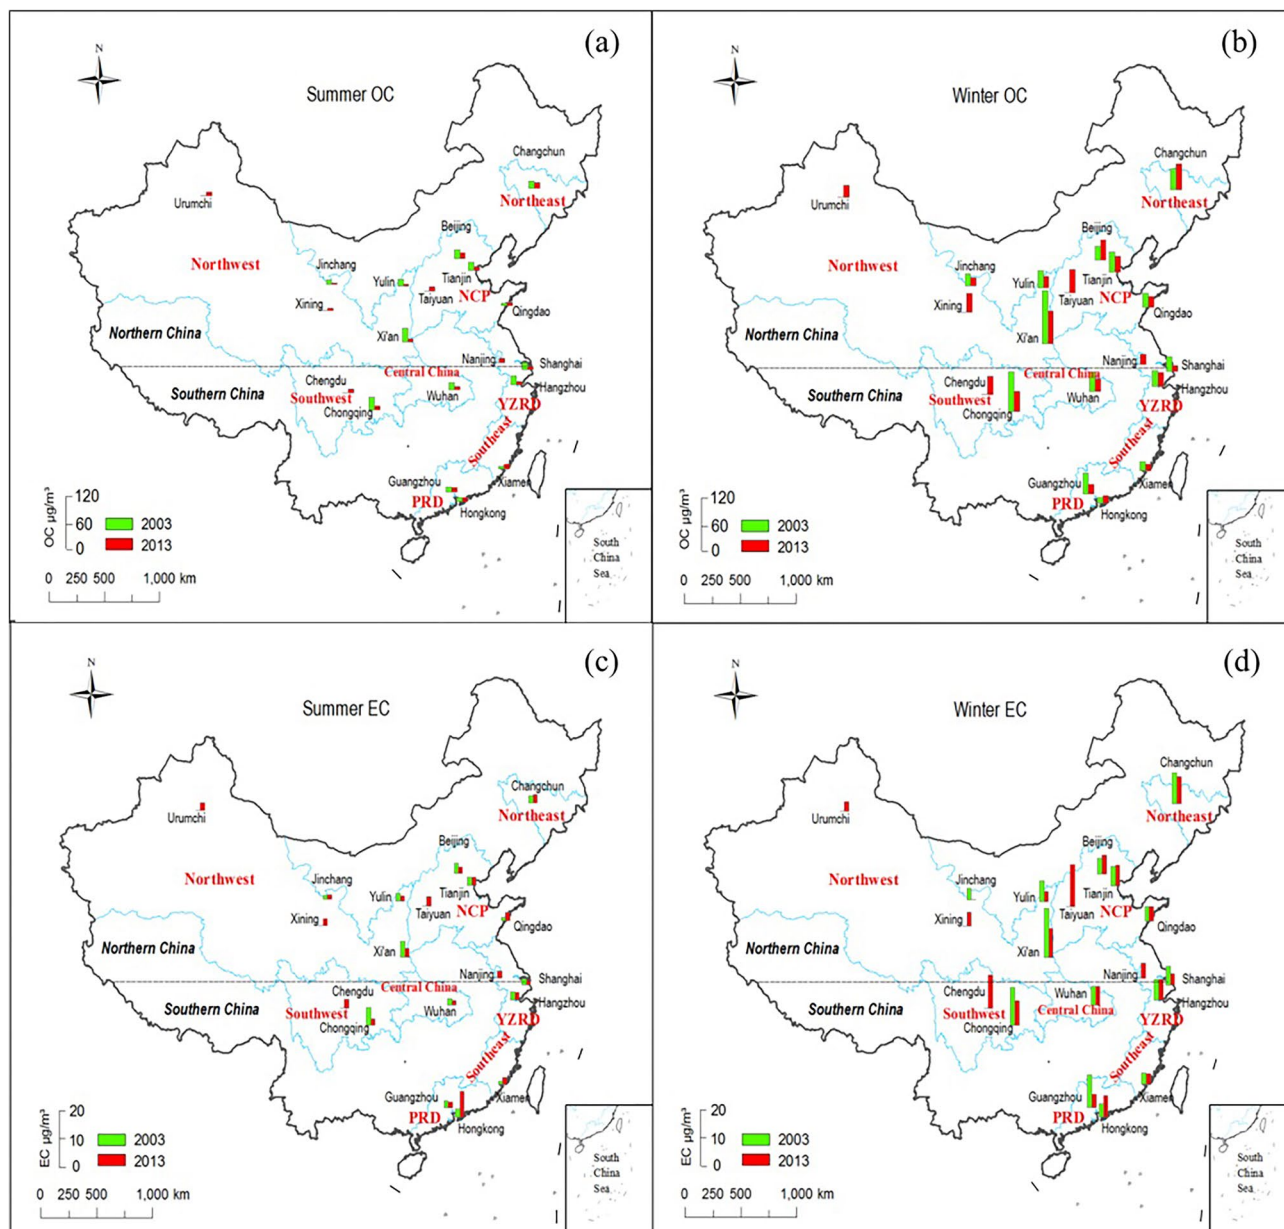 (a)
N
Summer OC
Changchun
Northeast
Urumchi
Beijing
Northwest
Jinchang
Yulin
Tianjin
Taiyuan
NCP
Xining
Qingdao
Northern China
Xi'an
Nanjing
Shanghai
Central China
Chengdu
Southern China
Southwest
Wuhan
Hangzhou
Chongqing
YZRD
Southeast
Guangzhou
Xiamen
PRD
Hongkong
OC μg/m³
120
60
0
2003
2013
South
China
Sea
0 250 500 1,000 km
(b)
N
Winter OC
Changchun
Northeast
Urumchi
Beijing
Northwest
Jinchang
Yulin
Tianjin
Taiyuan
NCP
Xining
Qingdao
Northern China
Xi'an
Nanjing
Shanghai
Central China
Chengdu
Southern China
Southwest
Wuhan
Hangzhou
Chongqing
YZRD
Southeast
Guangzhou
Xiamen
PRD
Hongkong
OC μg/m³
120
60
0
2003
2013
South
China
Sea
0 250 500 1,000 km
(c)
N
Summer EC
Changchun
Northeast
Urumchi
Beijing
Northwest
Jinchang
Yulin
Tianjin
Taiyuan
NCP
Xining
Qingdao
Northern China
Xi'an
Nanjing
Shanghai
Central China
Chengdu
Southern China
Southwest
Wuhan
Hangzhou
Chongqing
YZRD
Southeast
Guangzhou
Xiamen
PRD
Hongkong
EC μg/m³
20
10
0
2003
2013
South
China
Sea
0 250 500 1,000 km
(d)
N
Winter EC
Changchun
Northeast
Urumchi
Beijing
Northwest
Jinchang
Yulin
Tianjin
Taiyuan
NCP
Xining
Qingdao
Northern China
Xi'an
Nanjing
Shanghai
Chengdu
Wuhan
Southern China
Southwest
Central China
Hangzhou
Chongqing
YZRD
Southeast
Guangzhou
Xiamen
PRD
Hongkong
EC μg/m³
20
10
0
2003
2013
South
China
Sea
0 250 500 1,000 km